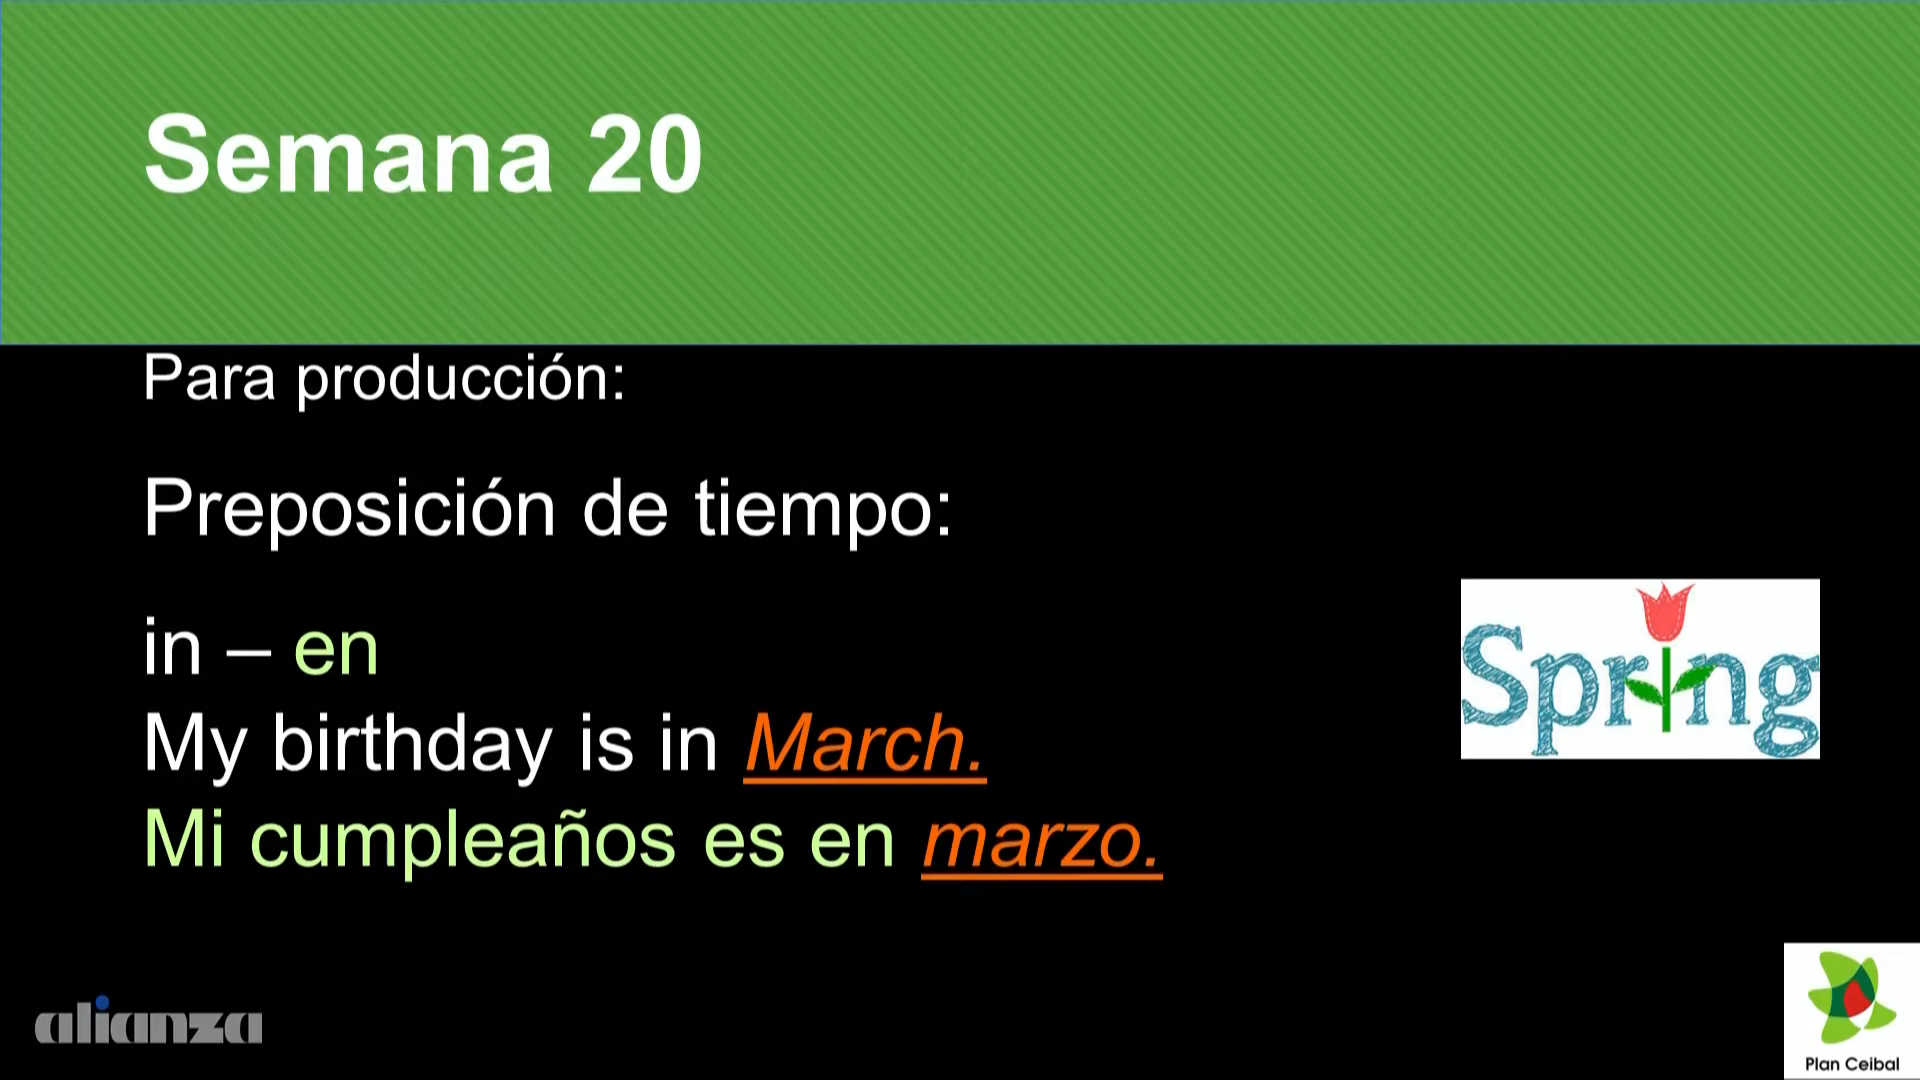 Semana 20
Para producción:
Preposición de tiempo:
in – en
My birthday is in March.
Mi cumpleaños es en marzo.
Spring
alianza
Plan Ceibal